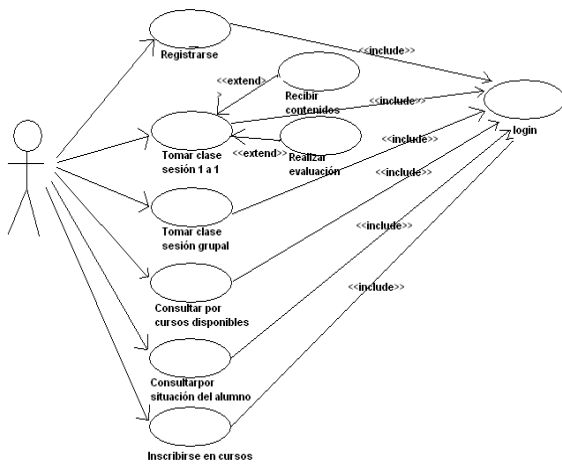 Registrarse
<<include>>
<<extend>
Recibir
contenidos
<<include>>
login
Tomar clase
sesión 1 a 1
<<extend>
Realizar
evaluación
<<include>>
<<include>>
Tomar clase
sesión grupal
<<include>>
Consultar por
cursos disponibles
<<include>>
Consultarpor
situación del alumno
Inscribirse en cursos